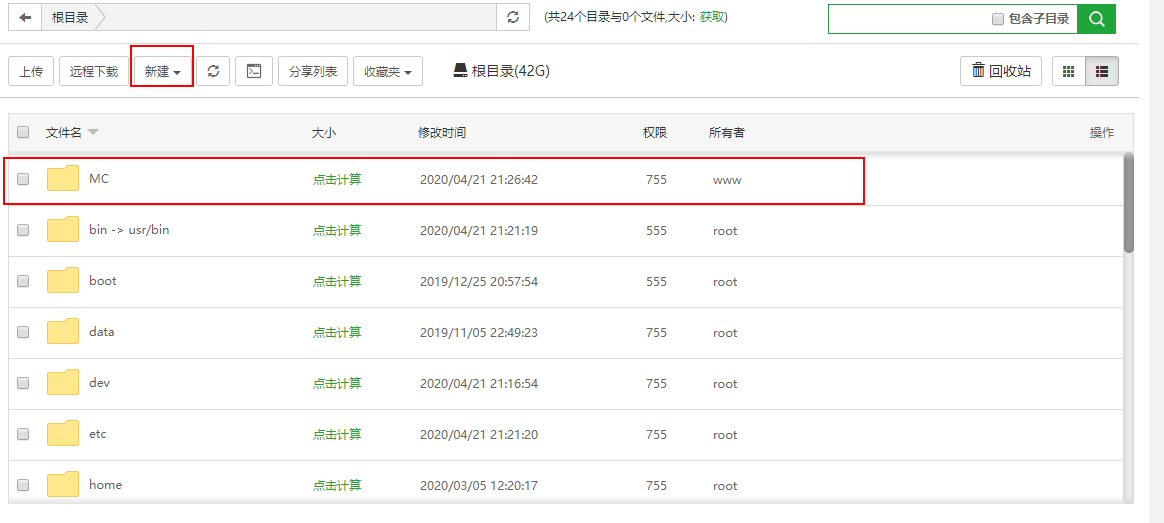 根目录 (共24个目录与0个文件,大小: 获取) 包含子目录
上传 远程下载 新建 分享列表 收藏夹 根目录(42G) 回收站
文件名 大小 修改时间 权限 所有者 操作
MC 点击计算 2020/04/21 21:26:42 755 www
bin -> usr/bin 点击计算 2020/04/21 21:21:19 555 root
boot 点击计算 2019/12/25 20:57:54 555 root
data 点击计算 2019/11/05 22:49:23 755 root
dev 点击计算 2020/04/21 21:16:54 755 root
etc 点击计算 2020/04/21 21:21:20 755 root
home 点击计算 2020/03/05 12:20:17 755 root